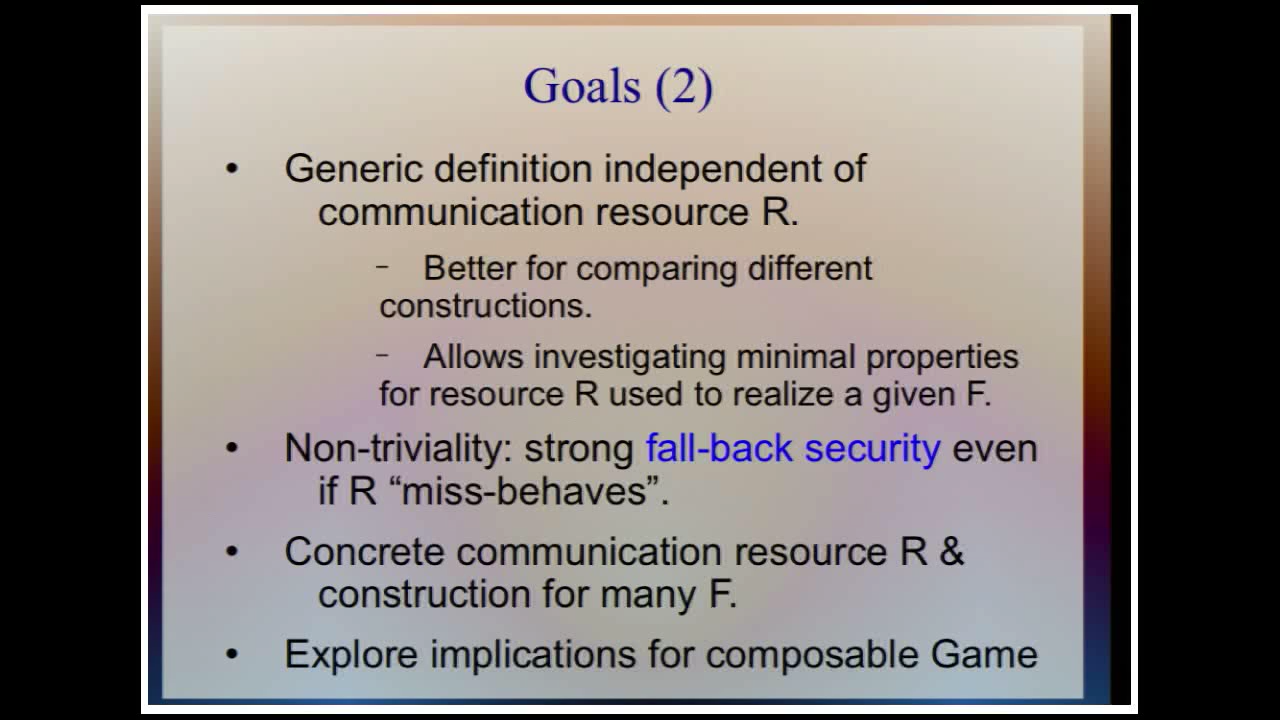 Goals (2)
• Generic definition independent of
communication resource R.
– Better for comparing different
constructions.
– Allows investigating minimal properties
for resource R used to realize a given F.
• Non-triviality: strong fall-back security even
if R “miss-behaves”.
• Concrete communication resource R &
construction for many F.
• Explore implications for composable Game